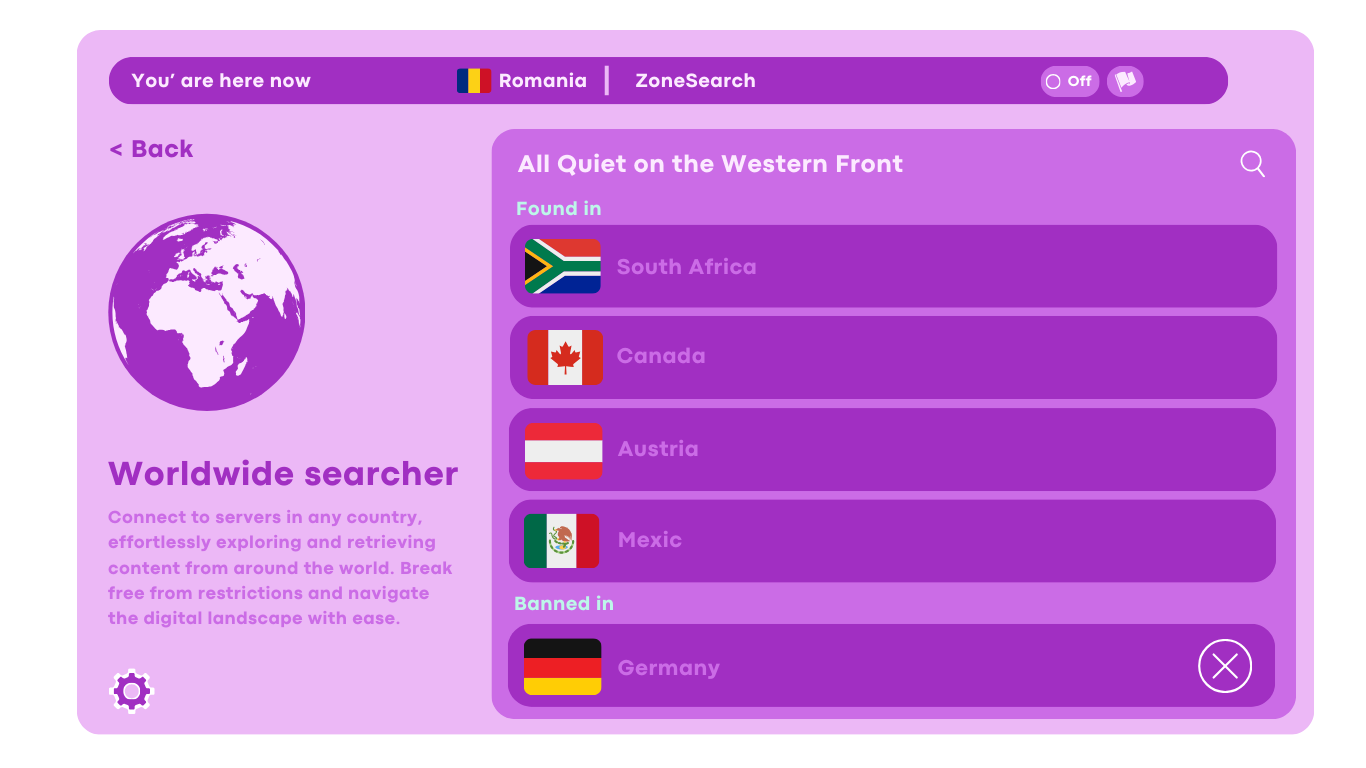 You’ are here now
Romania
ZoneSearch
Off
< Back
All Quiet on the Western Front
Found in
South Africa
Canada
Austria
Mexic
Banned in
Germany
Worldwide searcher
Connect to servers in any country,
effortlessly exploring and retrieving
content from around the world. Break
free from restrictions and navigate
the digital landscape with ease.